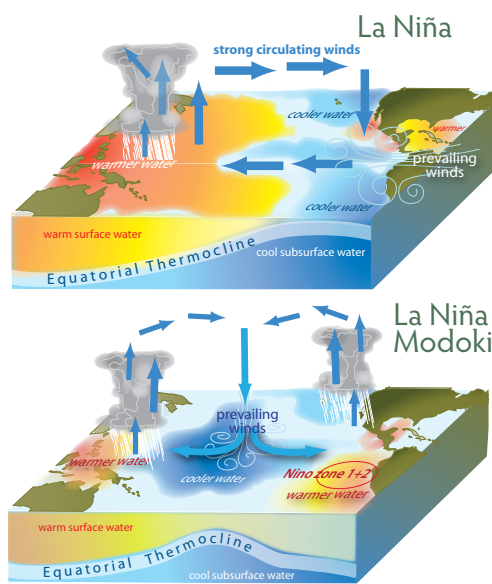 La Niña
strong circulating winds
cooler water
warmer
warmer water
prevailing
winds
cooler water
warm surface water
Equatorial Thermocline
cool subsurface water
La Niña
Modoki
prevailing
winds
warmer water
cooler water
Nino zone 1+2
warmer water
warm surface water
Equatorial Thermocline
cool subsurface water